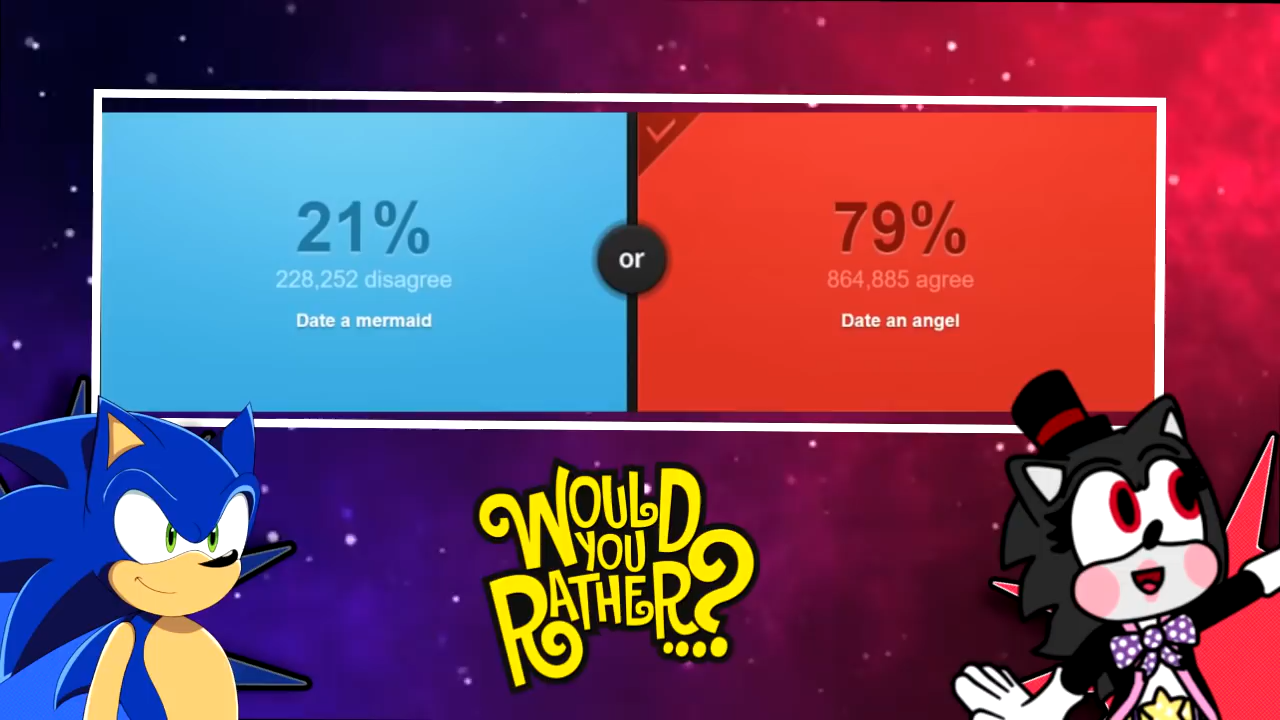 21%
228,252 disagree
Date a mermaid
or
79%
864,885 agree
Date an angel
WOULD
YOU
RATHER...?